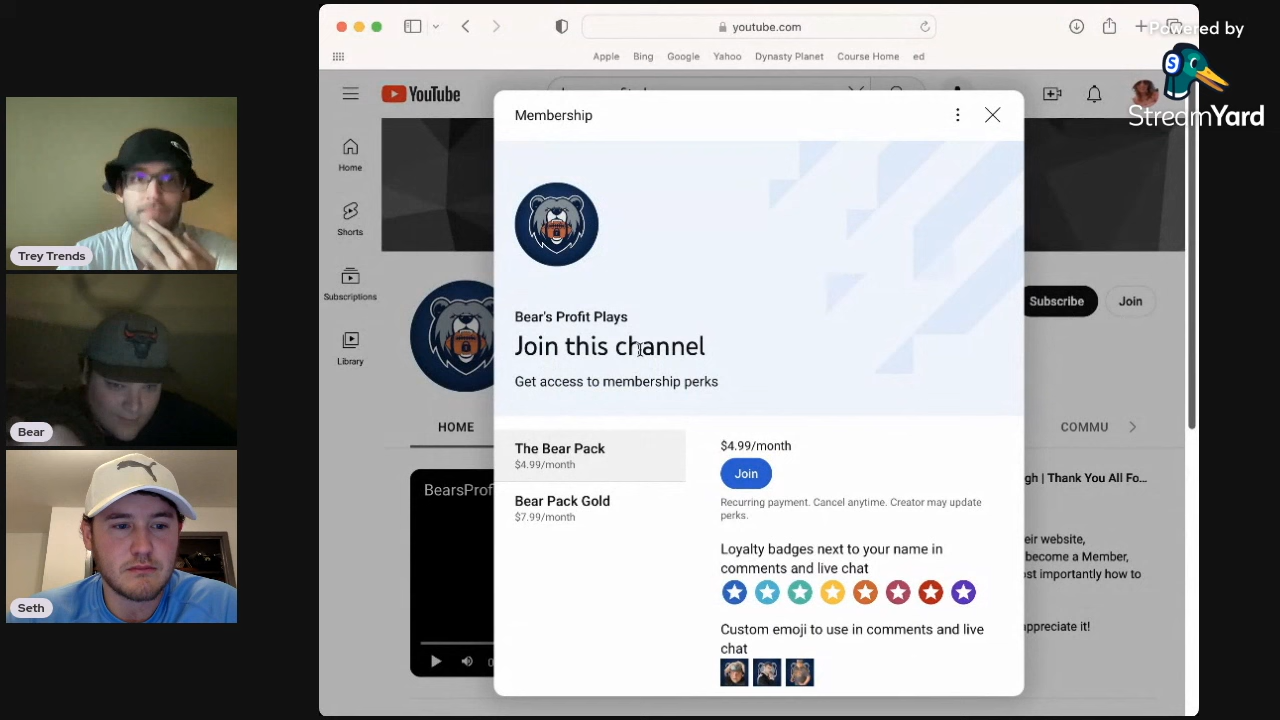 youtube.com
Powered by
Apple Bing Google Yahoo Dynasty Planet Course Home ed
YouTube
StreamYard
Membership
Home
Shorts
Subscriptions
Library
Trey Trends
Bear
Seth
Bear's Profit Plays
Join this channel
Get access to membership perks
Subscribe Join
HOME
COMMU
The Bear Pack
$4.99/month
Bear Pack Gold
$7.99/month
$4.99/month
Join
Recurring payment. Cancel anytime. Creator may update
perks.
Loyalty badges next to your name in
comments and live chat
Custom emoji to use in comments and live
chat
BearsProf
gh | Thank You All Fo...
eir website,
become a Member,
st importantly how to
appreciate it!